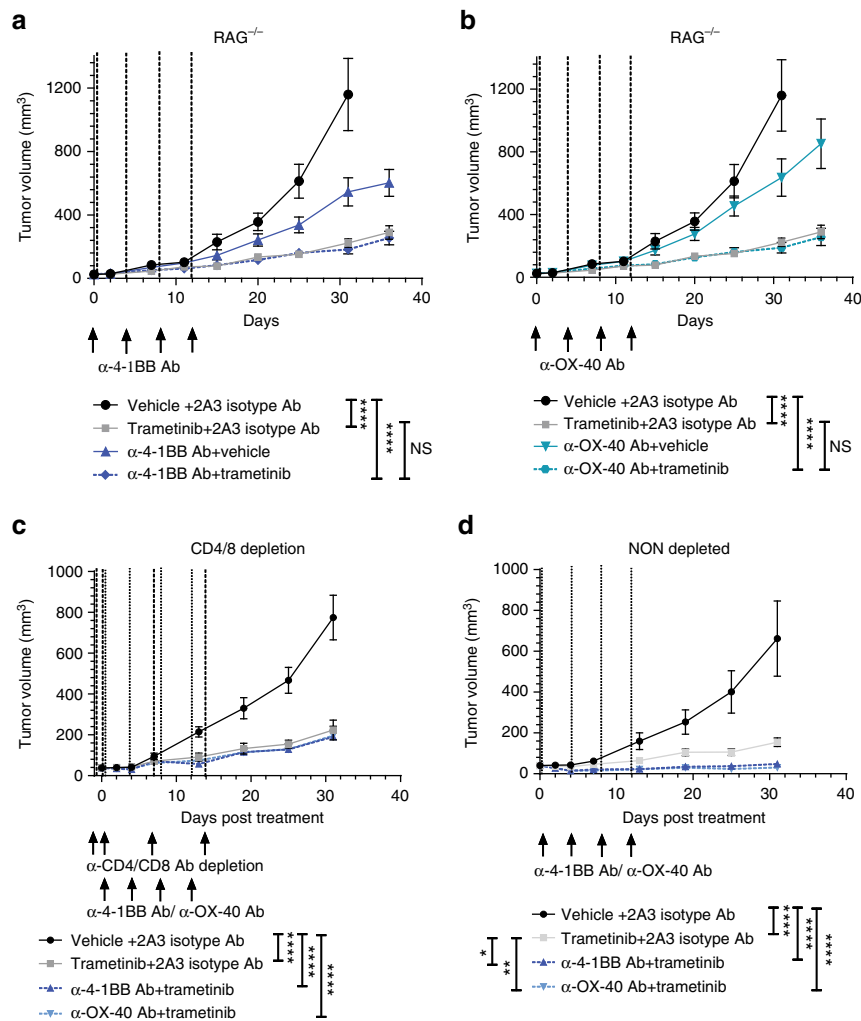 a
RAG–/–
Tumor volume (mm3)
1200
800
400
0
0 10 20 30 40
Days
α-4-1BB Ab
Vehicle +2A3 isotype Ab
Trametinib+2A3 isotype Ab
α-4-1BB Ab+vehicle
α-4-1BB Ab+trametinib
****
****
NS
b
RAG–/–
Tumor volume (mm3)
1200
800
400
0
0 10 20 30 40
Days
α-OX-40 Ab
Vehicle +2A3 isotype Ab
Trametinib+2A3 isotype Ab
α-OX-40 Ab+vehicle
α-OX-40 Ab+trametinib
****
****
NS
c
CD4/8 depletion
Tumor volume (mm3)
1000
800
600
400
200
0
0 10 20 30 40
Days post treatment
α-CD4/CD8 Ab depletion
α-4-1BB Ab/ α-OX-40 Ab
Vehicle +2A3 isotype Ab
Trametinib+2A3 isotype Ab
α-4-1BB Ab+trametinib
α-OX-40 Ab+trametinib
****
****
****
d
NON depleted
Tumor volume (mm3)
1000
800
600
400
200
0
0 10 20 30 40
Days post treatment
α-4-1BB Ab/ α-OX-40 Ab
*
**
Vehicle +2A3 isotype Ab
Trametinib+2A3 isotype Ab
α-4-1BB Ab+trametinib
α-OX-40 Ab+trametinib
****
****
****